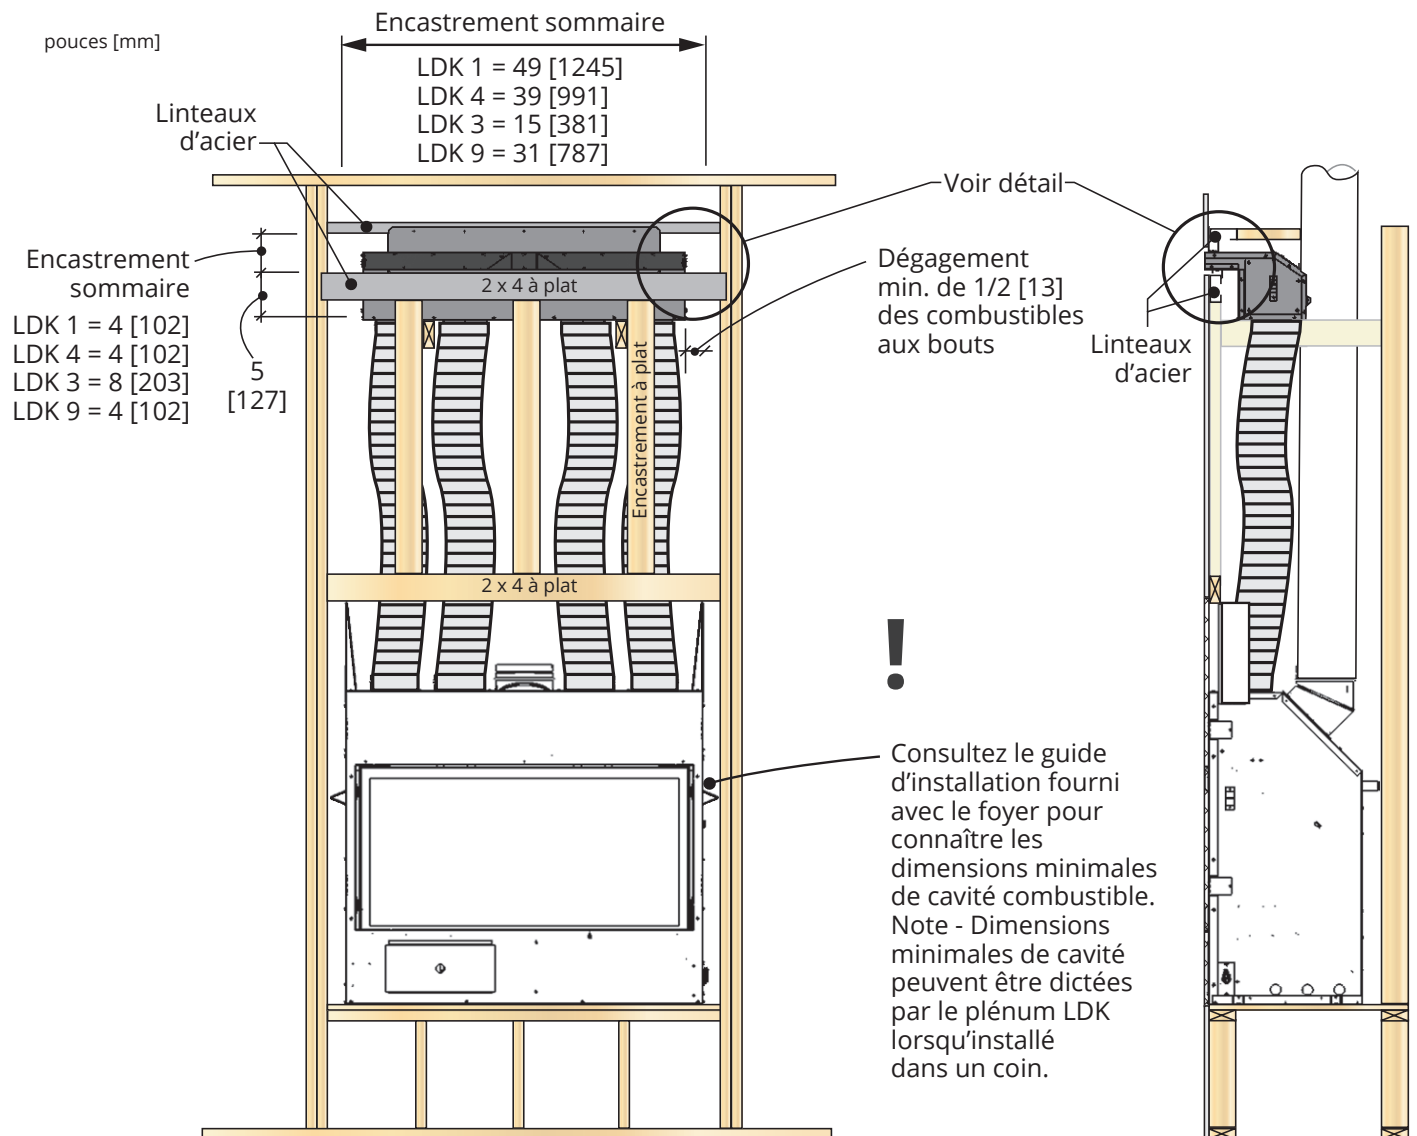 pouces [mm]
Encastrement sommaire
LDK 1 = 49 [1245]
LDK 4 = 39 [991]
LDK 3 = 15 [381]
LDK 9 = 31 [787]
Linteaux
d’acier
Voir détail
Encastrement
sommaire
LDK 1 = 4 [102]
LDK 4 = 4 [102]
LDK 3 = 8 [203]
LDK 9 = 4 [102]
5
[127]
2 x 4 à plat
Dégagement
min. de 1/2 [13]
des combustibles
aux bouts
Linteaux
d’acier
Encastrement à plat
2 x 4 à plat
!
Consultez le guide
d’installation fourni
avec le foyer pour
connaître les
dimensions minimales
de cavité combustible.
Note - Dimensions
minimales de cavité
peuvent être dictées
par le plénum LDK
lorsqu’installé
dans un coin.